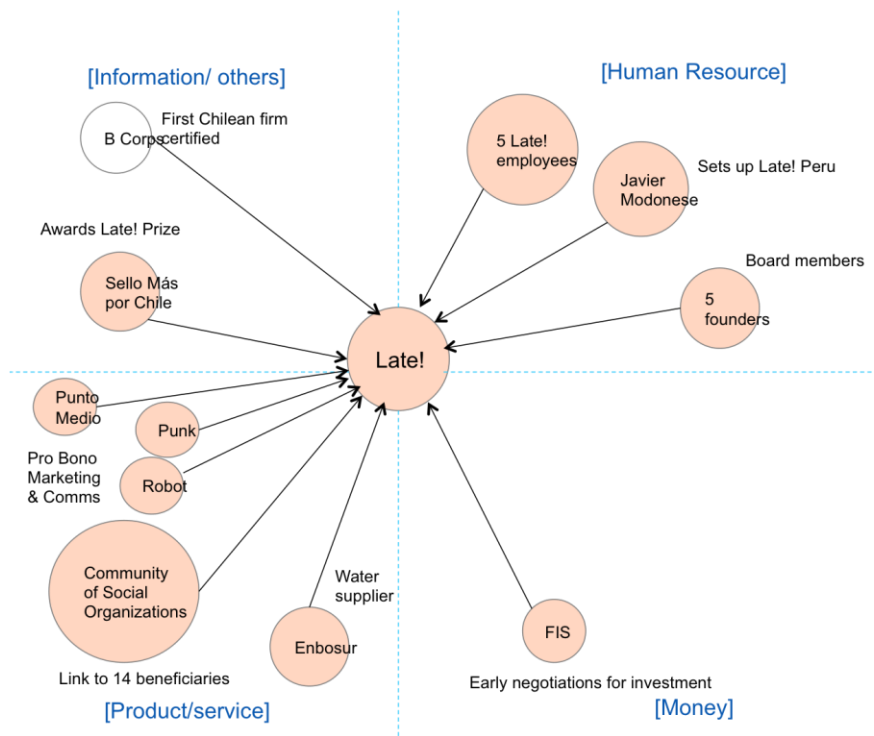 [Information/ others]
[Human Resource]
B Corps
First Chilean firm
certified
5 Late!
employees
Javier
Modonese
Sets up Late! Peru
Awards Late! Prize
Sello Más
por Chile
Board members
5
founders
Late!
Punto
Medio
Punk
Pro Bono
Marketing
& Comms
Robot
Community
of Social
Organizations
Water
supplier
Enbosur
FIS
Link to 14 beneficiaries
Early negotiations for investment
[Product/service]
[Money]